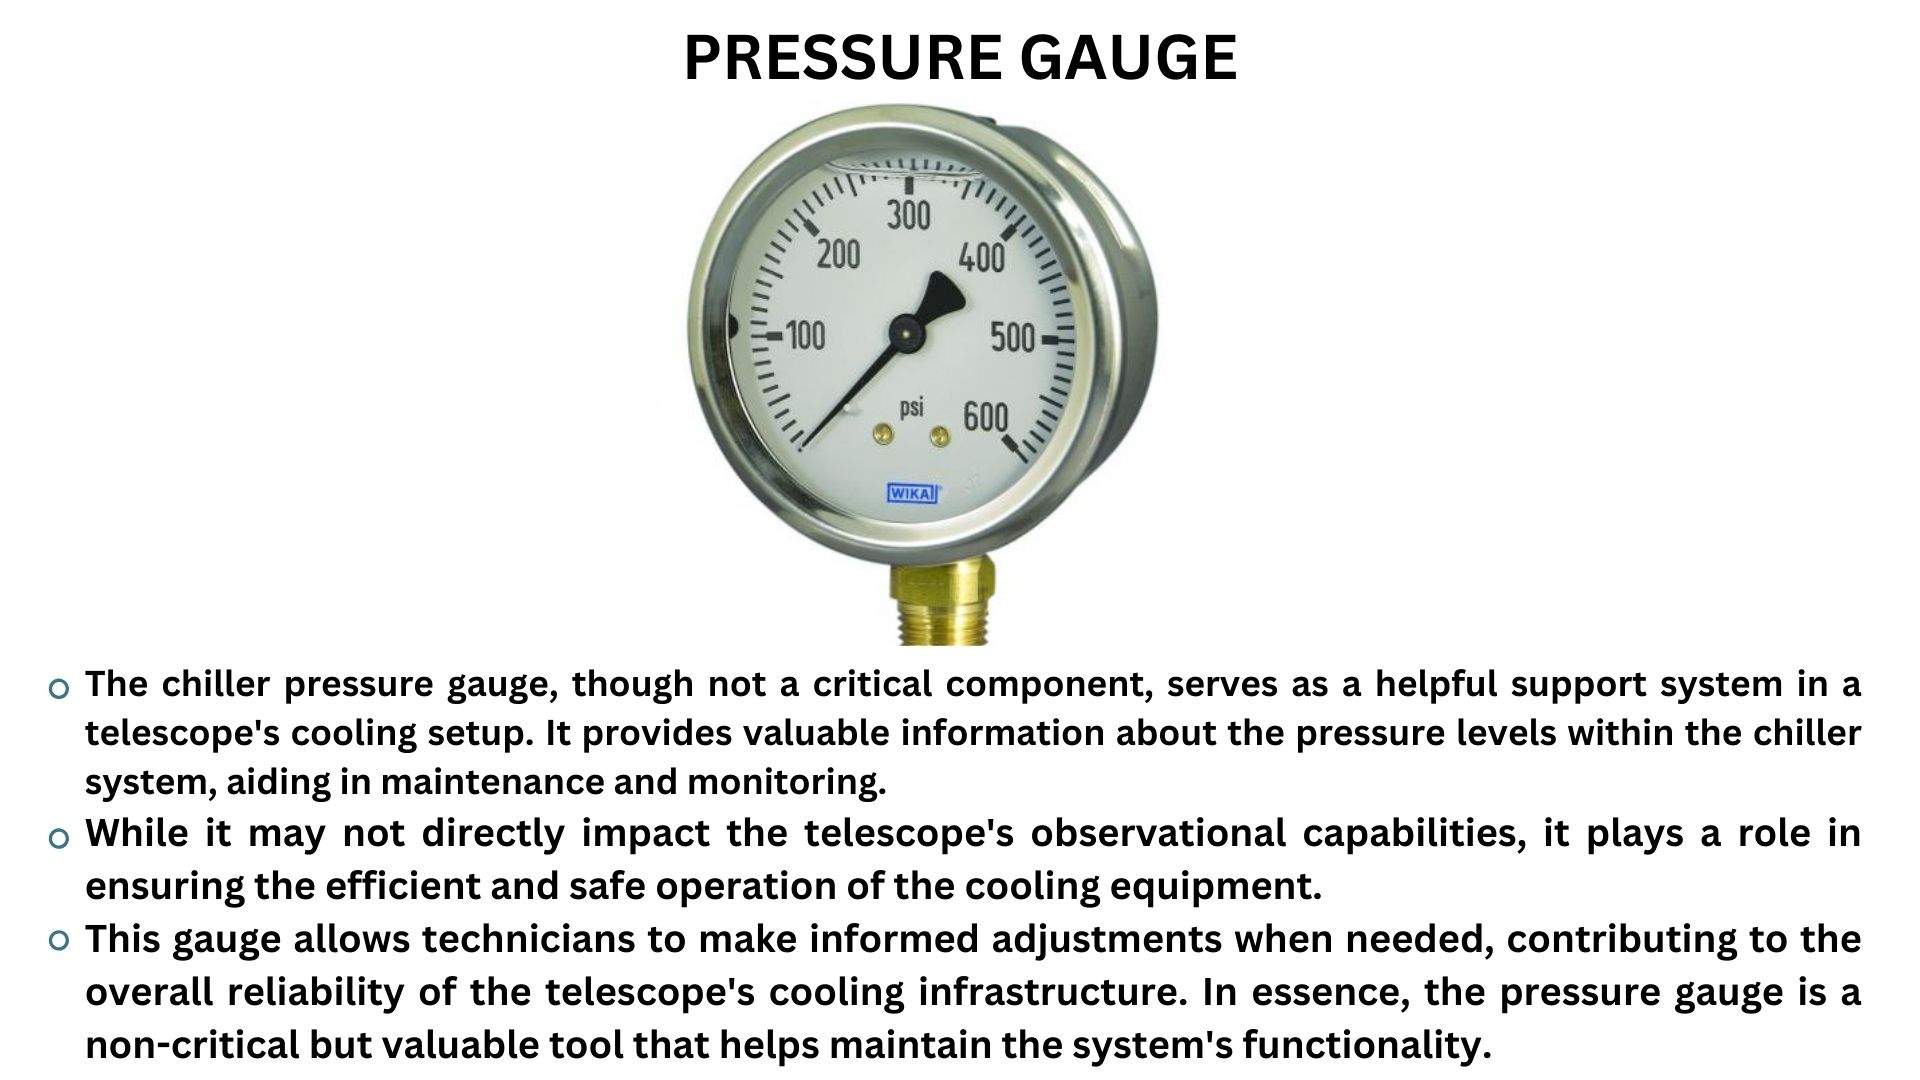 PRESSURE GAUGE
300
200
400
100
500
psi
600
WIKA
The chiller pressure gauge, though not a critical component, serves as a helpful support system in a
telescope's cooling setup. It provides valuable information about the pressure levels within the chiller
system, aiding in maintenance and monitoring.
While it may not directly impact the telescope's observational capabilities, it plays a role in
ensuring the efficient and safe operation of the cooling equipment.
This gauge allows technicians to make informed adjustments when needed, contributing to the
overall reliability of the telescope's cooling infrastructure. In essence, the pressure gauge is a
non-critical but valuable tool that helps maintain the system's functionality.